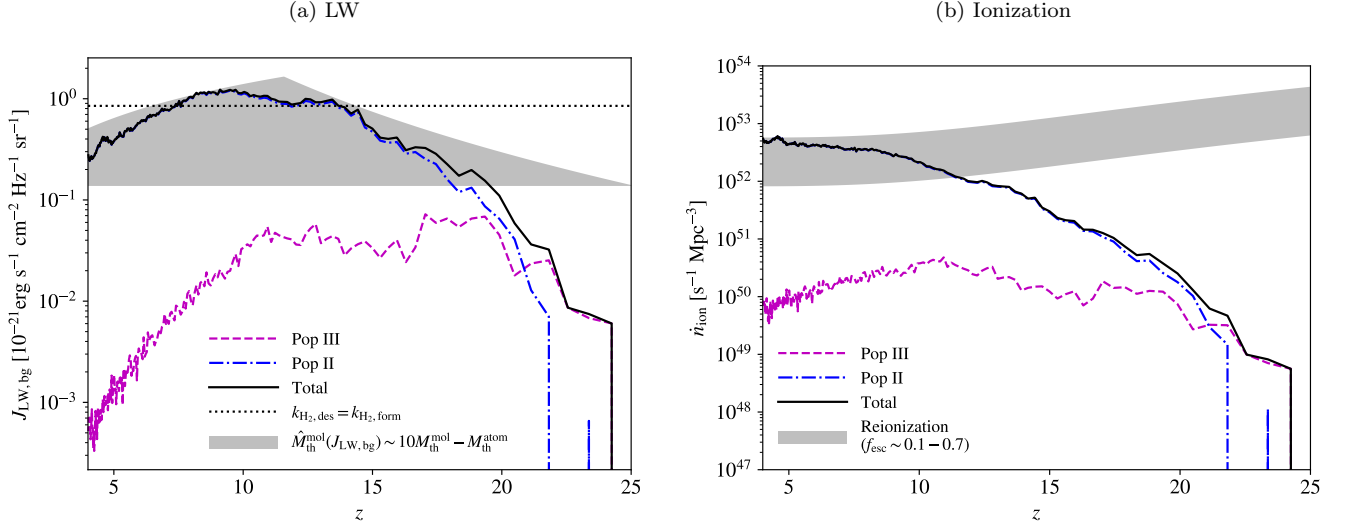 (a) LW
(b) Ionization
J_LW, bg [10^−21 erg s^−1 cm^−2 Hz^−1 sr^−1]
10^0
10^−1
10^−2
10^−3
Pop III
Pop II
Total
k_H₂, des = k_H₂, form
M̂_th^mol (J_LW, bg) ∼ 10M_th^mol − M_th^atom
5 10 15 20 25
z
ṅ_ion [s^−1 Mpc^−3]
10^54
10^53
10^52
10^51
10^50
10^49
10^48
10^47
Pop III
Pop II
Total
Reionization
(f_esc ∼ 0.1 − 0.7)
5 10 15 20 25
z